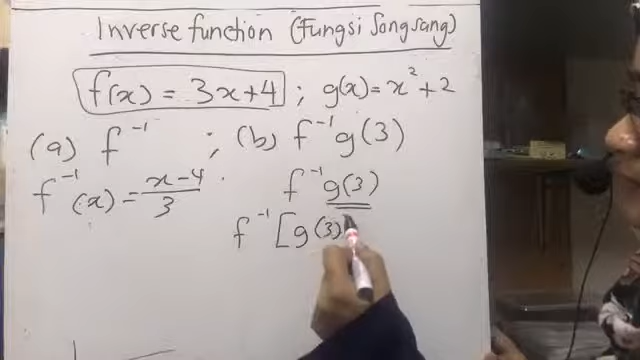 Inverse function (Fungsi Songsang)
f(x) = 3x+4 ; g(x) = x² + 2
(a) f⁻¹ ; (b) f⁻¹g(3)
f⁻¹(x) = x-4/3
f⁻¹g(3)
f⁻¹[g(3)